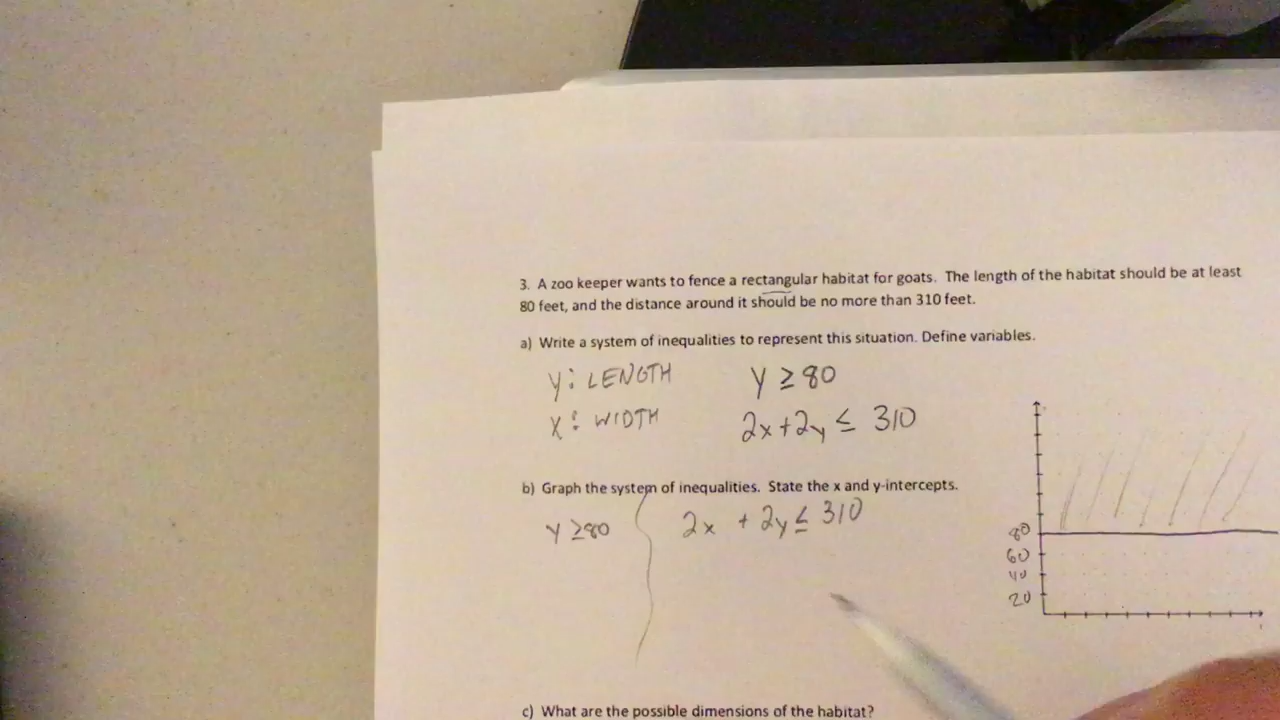 3. A zoo keeper wants to fence a rectangular habitat for goats. The length of the habitat should be at least
80 feet, and the distance around it should be no more than 310 feet.
a) Write a system of inequalities to represent this situation. Define variables.
y: LENGTH y ≥ 80
x: WIDTH 2x+2y ≤ 310
b) Graph the system of inequalities. State the x and y-intercepts.
y ≥80 2x + 2y ≤ 310
80
60
40
20
c) What are the possible dimensions of the habitat?